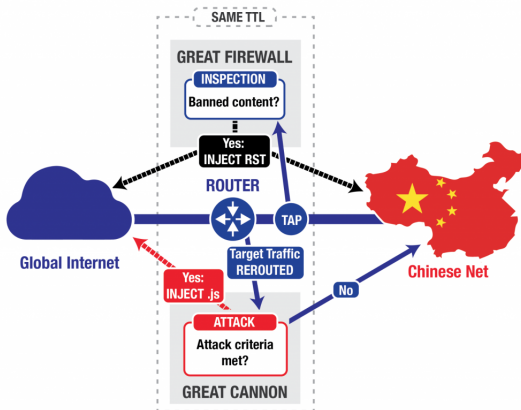 SAME TTL
GREAT FIREWALL
INSPECTION
Banned content?
Yes:
INJECT RST
ROUTER
TAP
Global Internet
Chinese Net
Target Traffic
REROUTED
Yes:
INJECT .js
No
ATTACK
Attack criteria
met?
GREAT CANNON